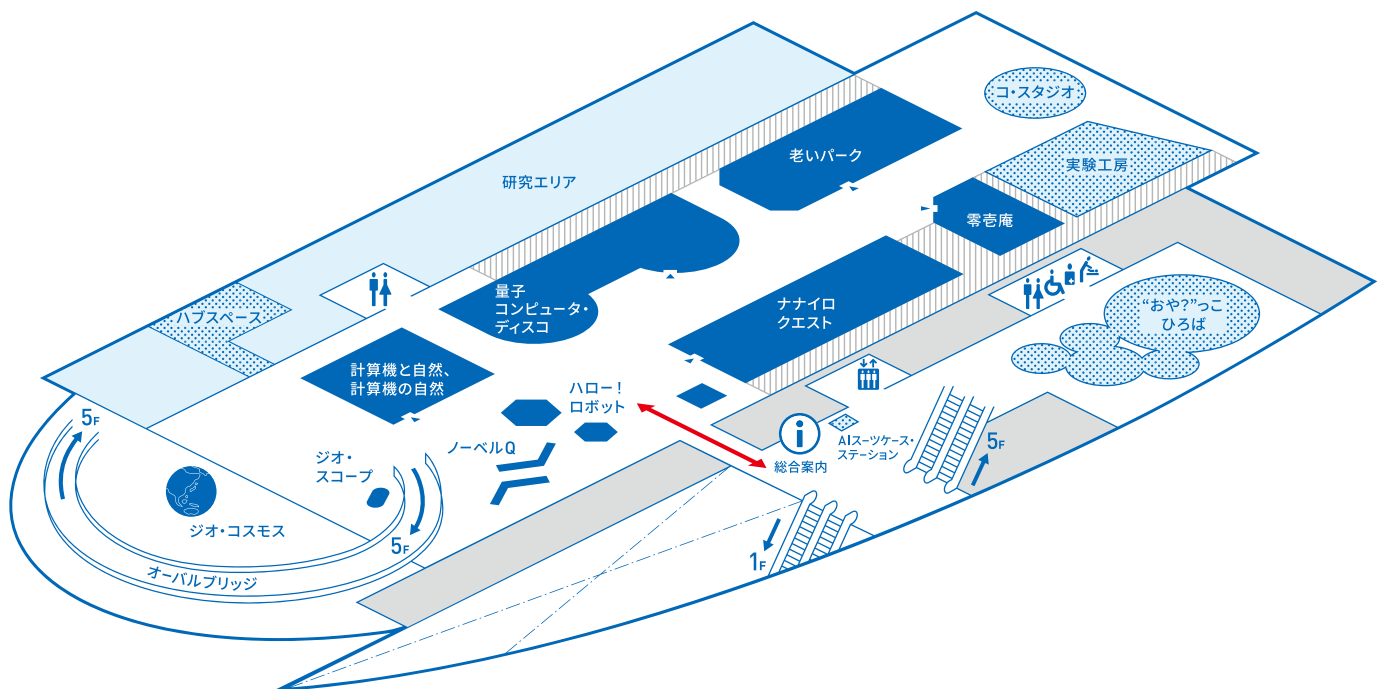 コ・スタジオ
老いパーク
実験工房
研究エリア
零壱庵
量子
コンピュータ・
ディスコ
ナナイロ
クエスト
“おや?”っこ
ひろば
ハブスペース
計算機と自然、
計算機の自然
ハロー！
ロボット
5F
ノーベルQ
ジオ・
スコープ
総合案内
AIスーツケース・
ステーション
5F
ジオ・コスモス
5F
1F
オーバルブリッジ